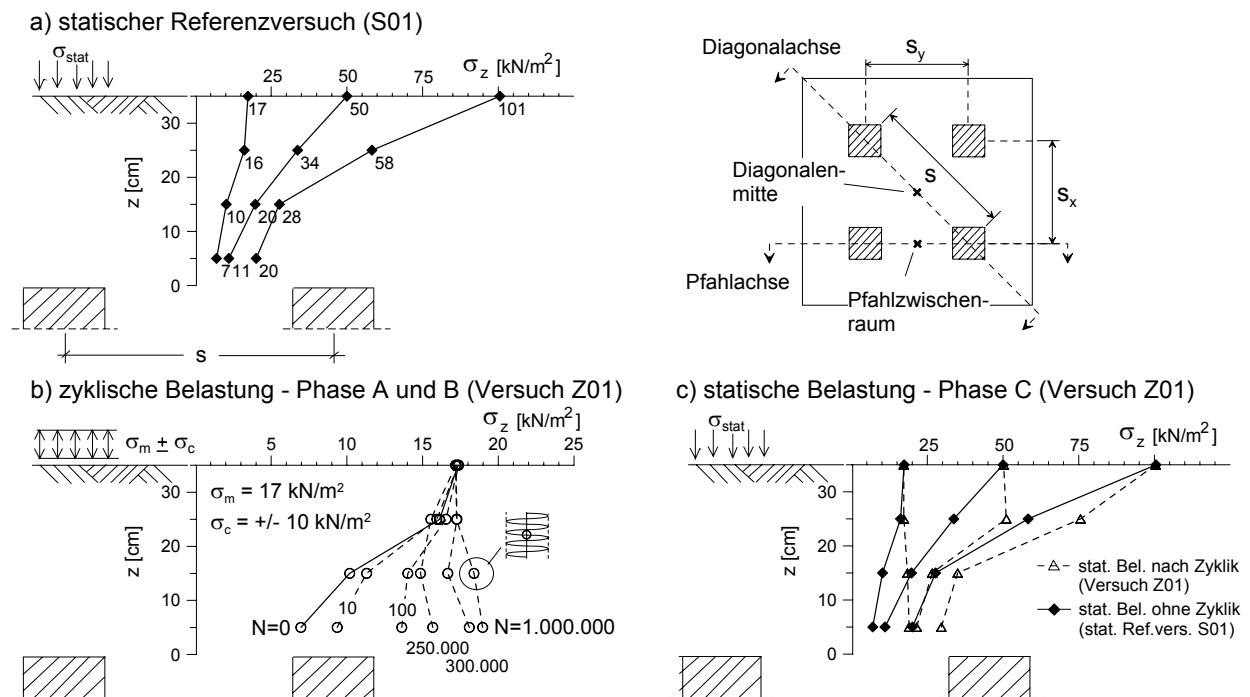 a) statischer Referenzversuch (S01)
σstat
25 50 75 σz [kN/m²]
17 50 101
30
16 34 58
z [cm]
20
10 20 28
10
7 11 20
0
s
Diagonalachse
sy
Diagonalen-
mitte
s
sx
Pfahlachse
Pfahlzwischen-
raum
b) zyklische Belastung - Phase A und B (Versuch Z01)
σm ± σc
5 10 15 20 25
σz [kN/m²]
σm = 17 kN/m²
σc = +/- 10 kN/m²
30
z [cm]
20
10
0
N=0
10
100
250.000
300.000
N=1.000.000
c) statische Belastung - Phase C (Versuch Z01)
σstat
25 50 75 σz [kN/m²]
30
z [cm]
20
10
0
stat. Bel. nach Zyklik
(Versuch Z01)
stat. Bel. ohne Zyklik
(stat. Ref.vers. S01)